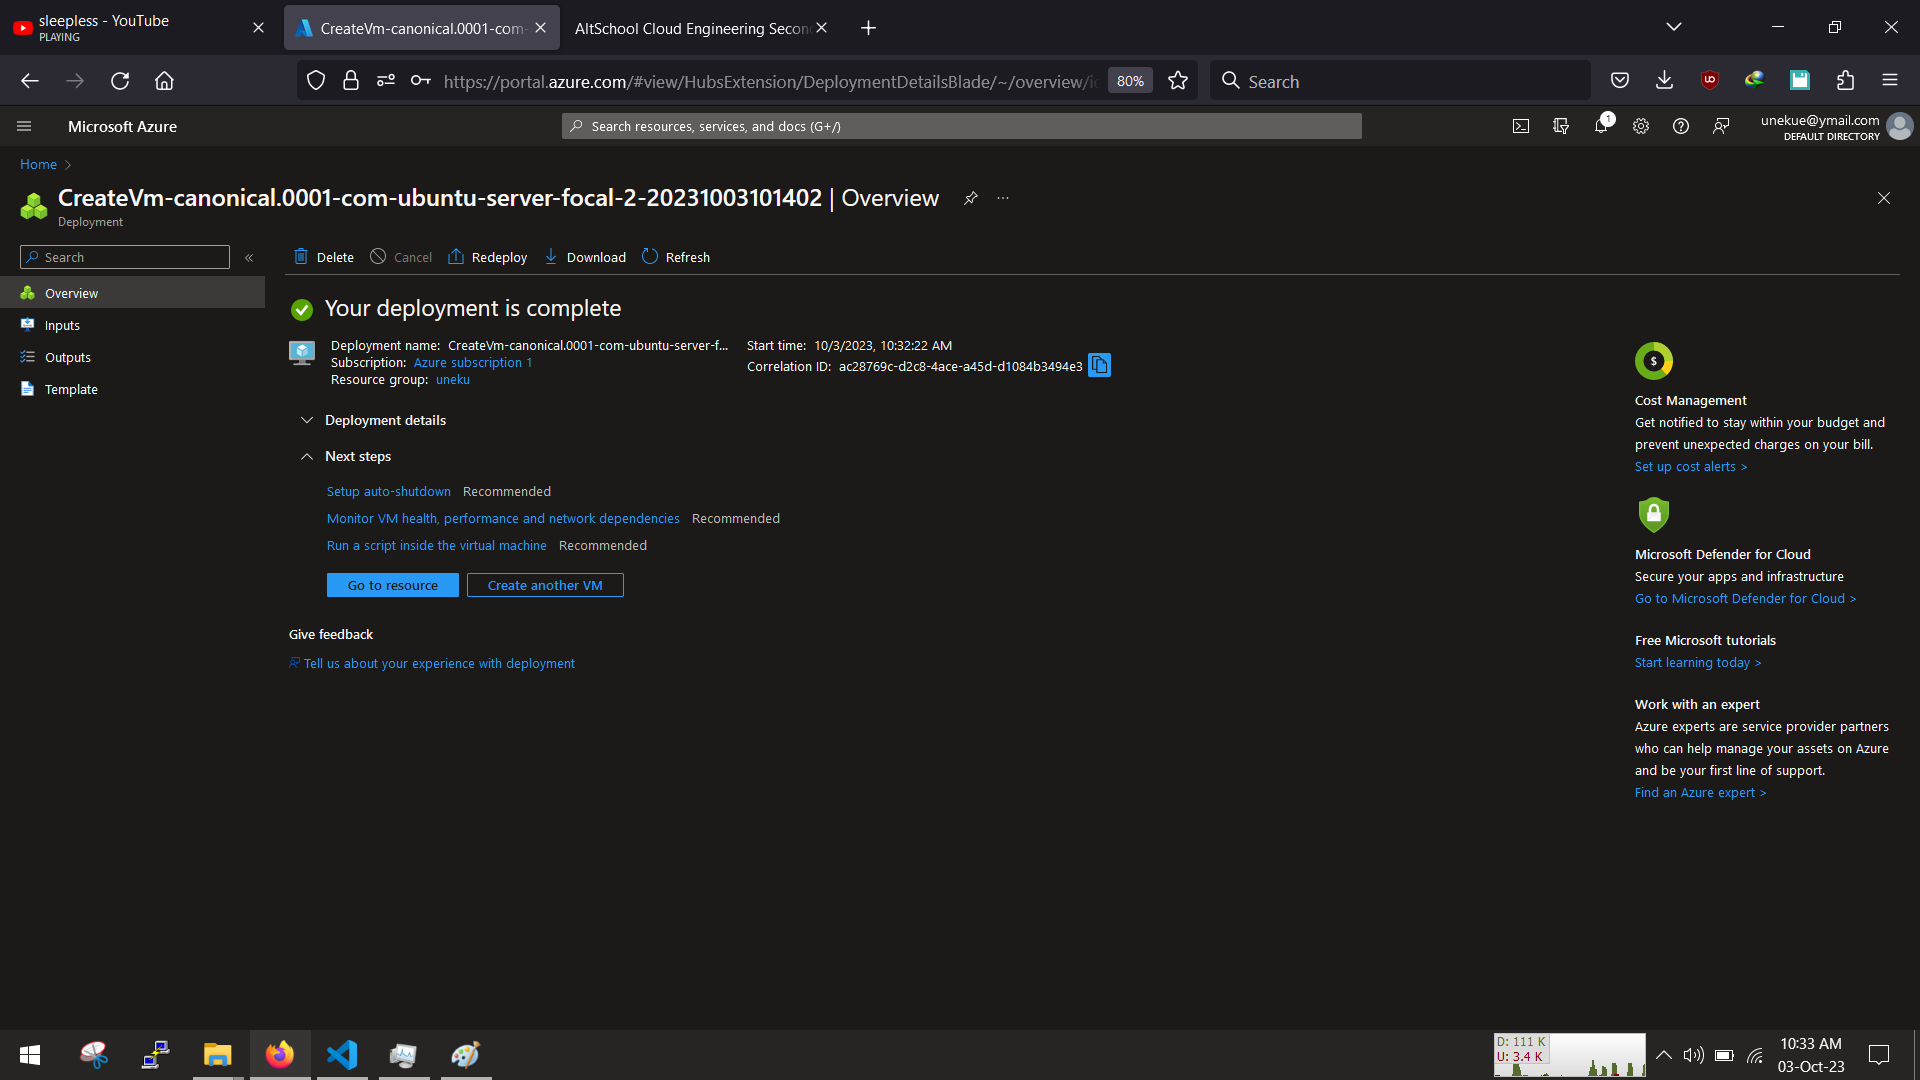 sleepless - YouTube
PLAYING
CreateVm-canonical.0001-com-
AltSchool Cloud Engineering Secon
https://portal.azure.com/#view/HubsExtension/DeploymentDetailsBlade/~/overview/ic
80%
Search
Microsoft Azure
Search resources, services, and docs (G+/)
1
unekue@ymail.com
DEFAULT DIRECTORY
Home
CreateVm-canonical.0001-com-ubuntu-server-focal-2-20231003101402 | Overview
...
Deployment
Search
«
Delete
Cancel
Redeploy
Download
Refresh
Overview
Inputs
Outputs
Template
Your deployment is complete
Deployment name: CreateVm-canonical.0001-com-ubuntu-server-f...
Subscription: Azure subscription 1
Resource group: uneku
Start time: 10/3/2023, 10:32:22 AM
Correlation ID: ac28769c-d2c8-4ace-a45d-d1084b3494e3
Deployment details
Next steps
Setup auto-shutdown Recommended
Monitor VM health, performance and network dependencies Recommended
Run a script inside the virtual machine Recommended
Go to resource
Create another VM
Give feedback
Tell us about your experience with deployment
$
Cost Management
Get notified to stay within your budget and
prevent unexpected charges on your bill.
Set up cost alerts >
Microsoft Defender for Cloud
Secure your apps and infrastructure
Go to Microsoft Defender for Cloud >
Free Microsoft tutorials
Start learning today >
Work with an expert
Azure experts are service provider partners
who can help manage your assets on Azure
and be your first line of support.
Find an Azure expert >
D: 111 K
U: 3.4 K
10:33 AM
03-Oct-23